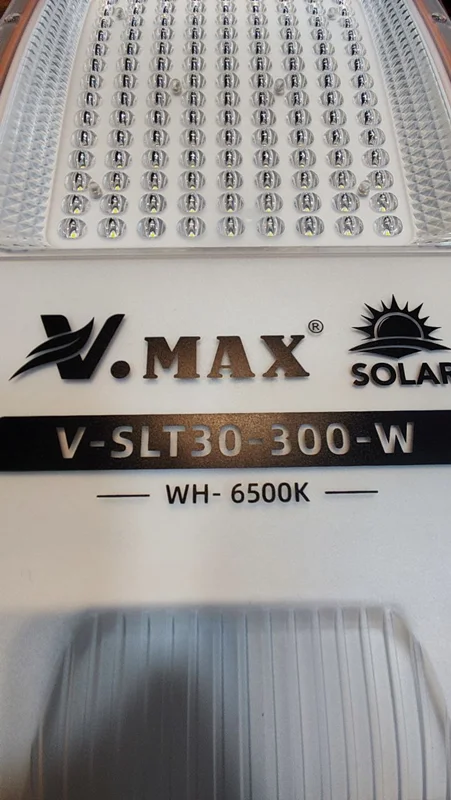 V.MAX®
SOLAR
V-SLT30-300-W
WH- 6500K